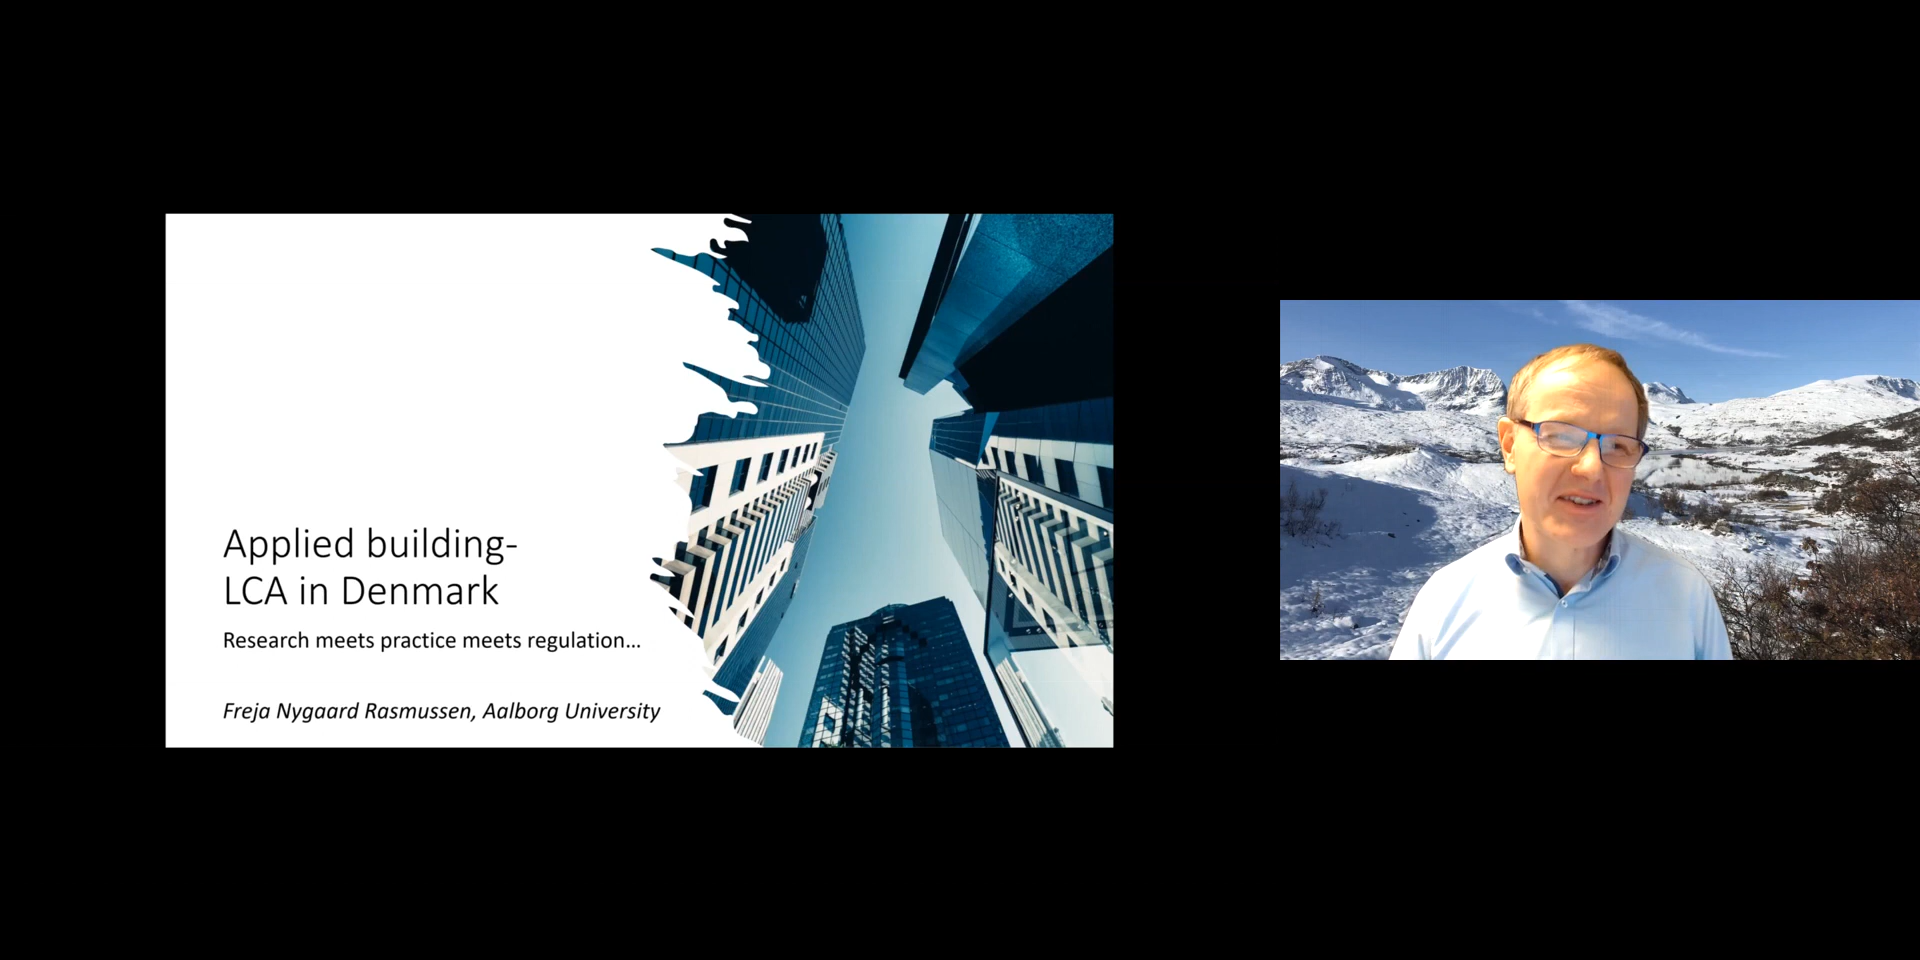 Applied building-
LCA in Denmark
Research meets practice meets regulation...
Freja Nygaard Rasmussen, Aalborg University